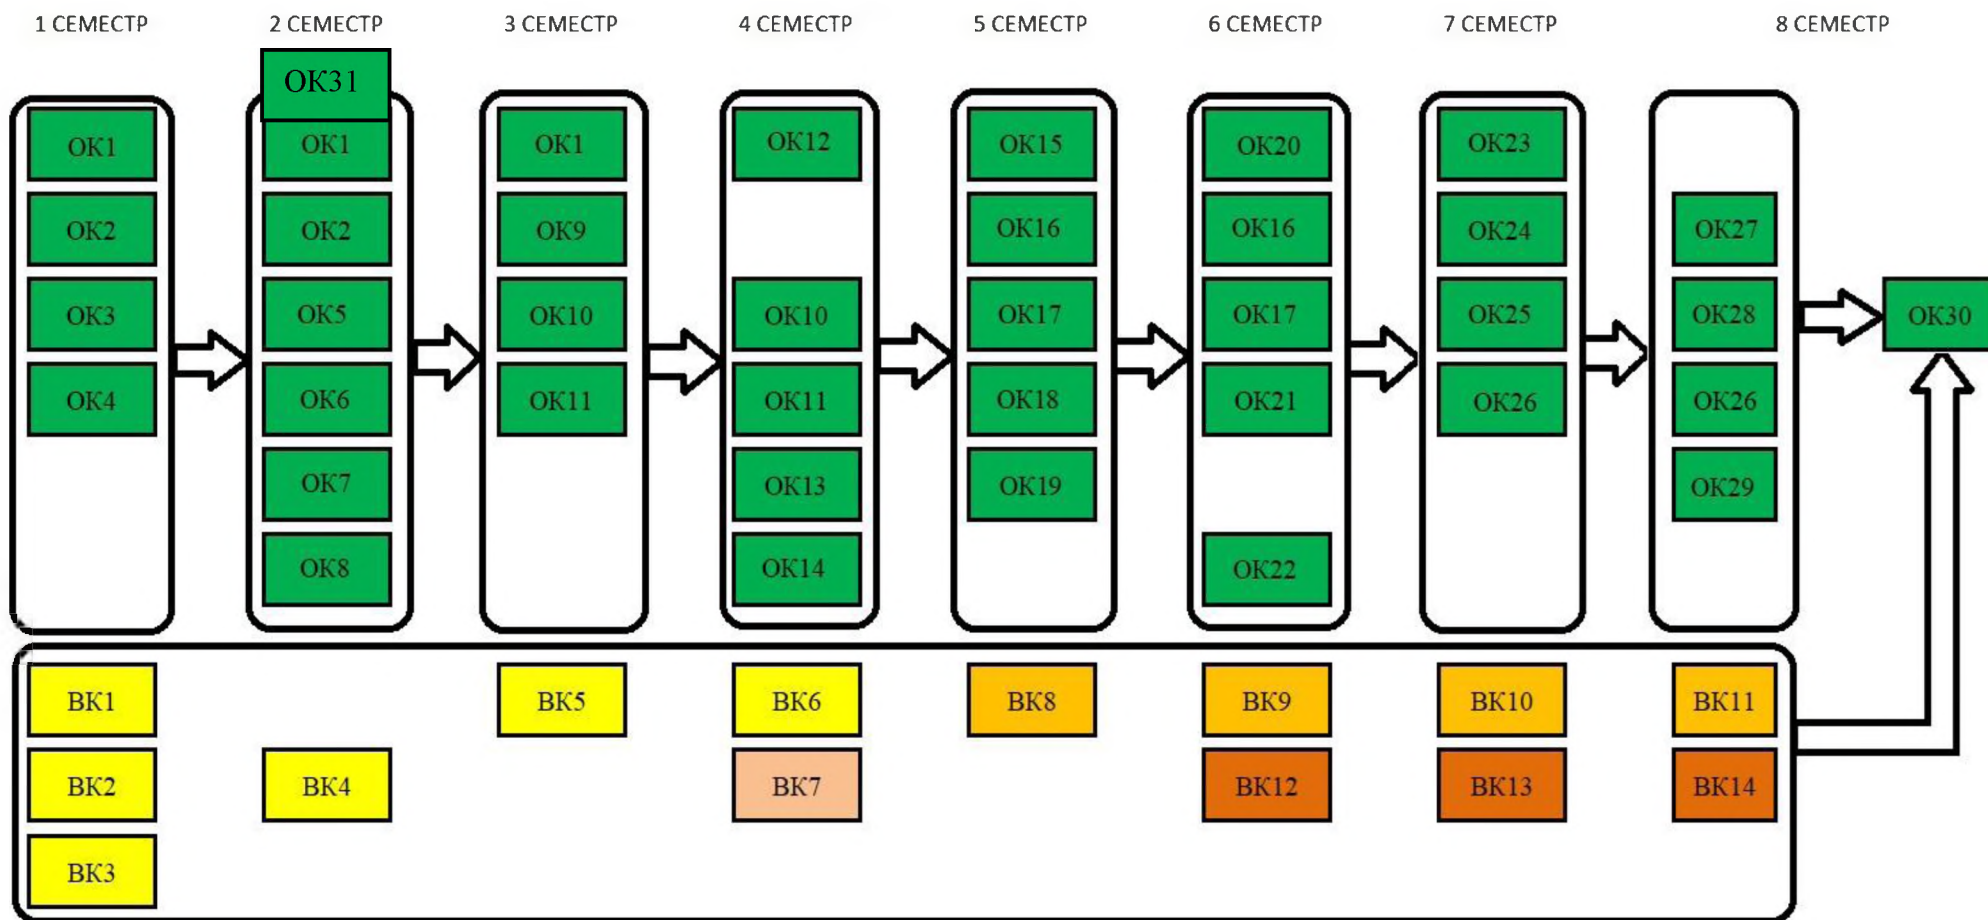 1 СЕМЕСТР 2 СЕМЕСТР 3 СЕМЕСТР 4 СЕМЕСТР 5 СЕМЕСТР 6 СЕМЕСТР 7 СЕМЕСТР 8 СЕМЕСТР
ОК31
ОК1 ОК1 ОК1 ОК12 ОК15 ОК20 ОК23
ОК2 ОК2 ОК9 ОК16 ОК16 ОК24 ОК27
ОК3 ОК5 ОК10 ОК10 ОК17 ОК17 ОК25 ОК28 ОК30
ОК4 ОК6 ОК11 ОК11 ОК18 ОК21 ОК26 ОК26
ОК7 ОК13 ОК19 ОК29
ОК8 ОК14 ОК22
ВК1 ВК5 ВК6 ВК8 ВК9 ВК10 ВК11
ВК2 ВК4 ВК7 ВК12 ВК13 ВК14
ВК3